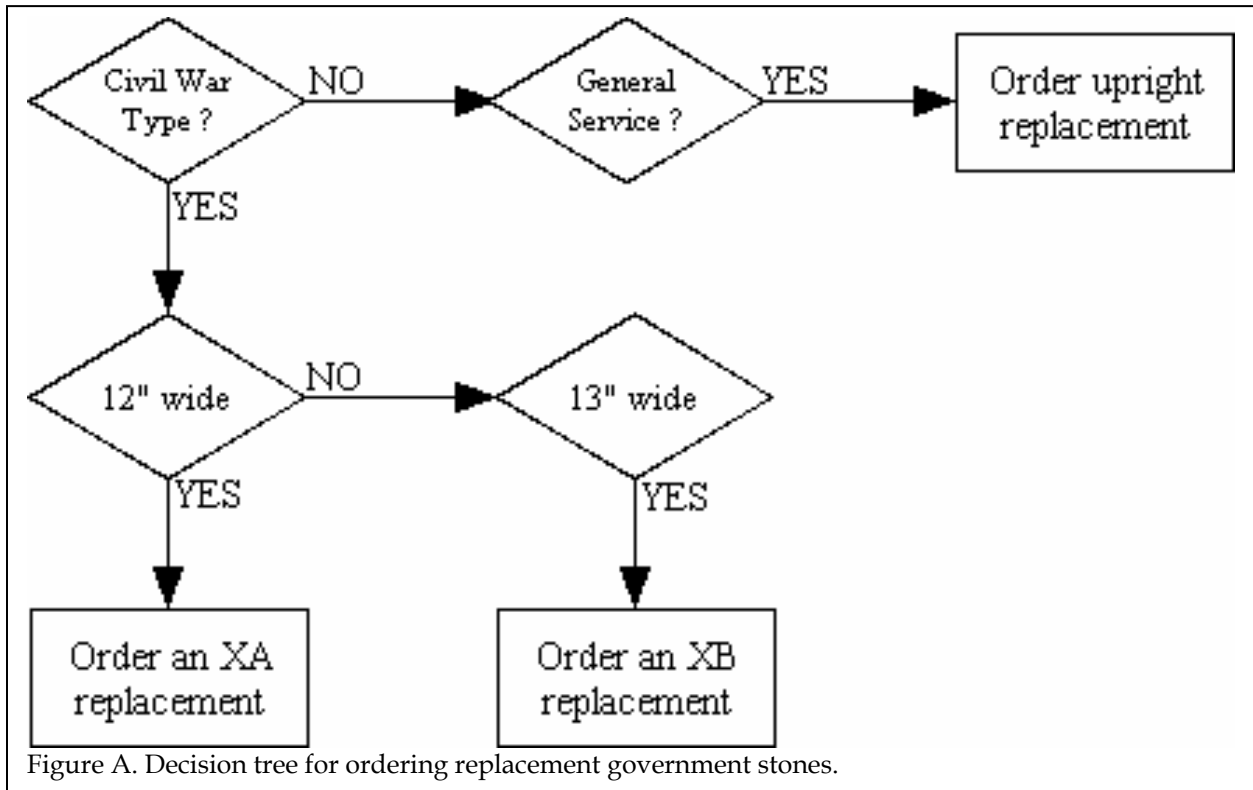 Civil War
Type ?
NO
General
Service ?
YES
Order upright
replacement
YES
12" wide
NO
13" wide
YES
YES
Order an XA
replacement
Order an XB
replacement
Figure A. Decision tree for ordering replacement government stones.